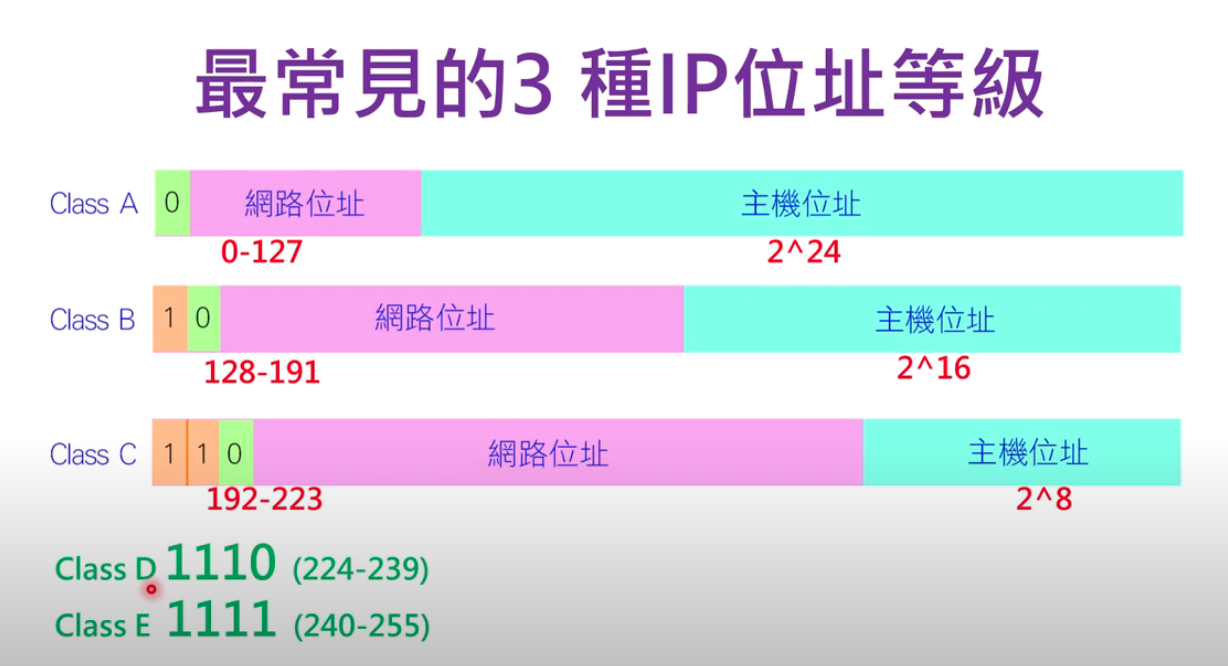 最常見的3 種IP位址等級
Class A 0 網路位址 主機位址
0-127 2^24
Class B 1 0 網路位址 主機位址
128-191 2^16
Class C 1 1 0 網路位址 主機位址
192-223 2^8
Class D 1110 (224-239)
Class E 1111 (240-255)